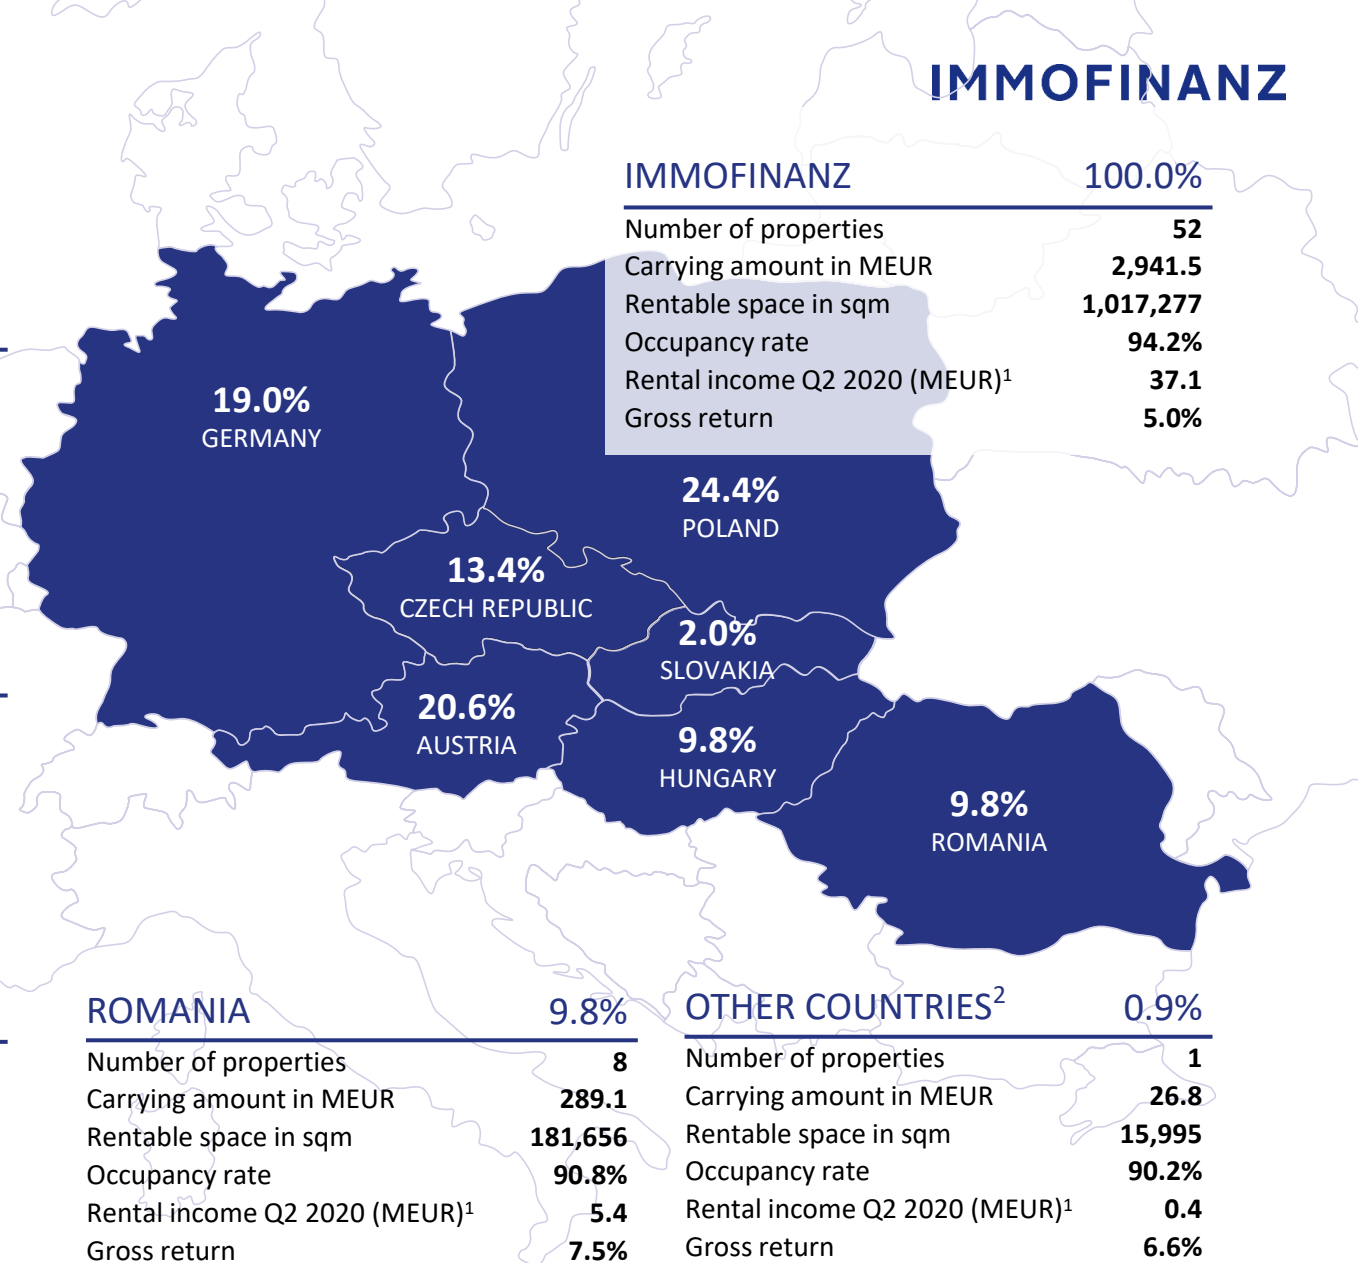 IMMOFINANZ
IMMOFINANZ 100.0%
Number of properties 52
Carrying amount in MEUR 2,941.5
Rentable space in sqm 1,017,277
Occupancy rate 94.2%
Rental income Q2 2020 (MEUR)¹ 37.1
Gross return 5.0%
19.0%
GERMANY
24.4%
POLAND
13.4%
CZECH REPUBLIC
2.0%
SLOVAKIA
20.6%
AUSTRIA
9.8%
HUNGARY
9.8%
ROMANIA
ROMANIA 9.8%
Number of properties 8
Carrying amount in MEUR 289.1
Rentable space in sqm 181,656
Occupancy rate 90.8%
Rental income Q2 2020 (MEUR)¹ 5.4
Gross return 7.5%
OTHER COUNTRIES² 0.9%
Number of properties 1
Carrying amount in MEUR 26.8
Rentable space in sqm 15,995
Occupancy rate 90.2%
Rental income Q2 2020 (MEUR)¹ 0.4
Gross return 6.6%